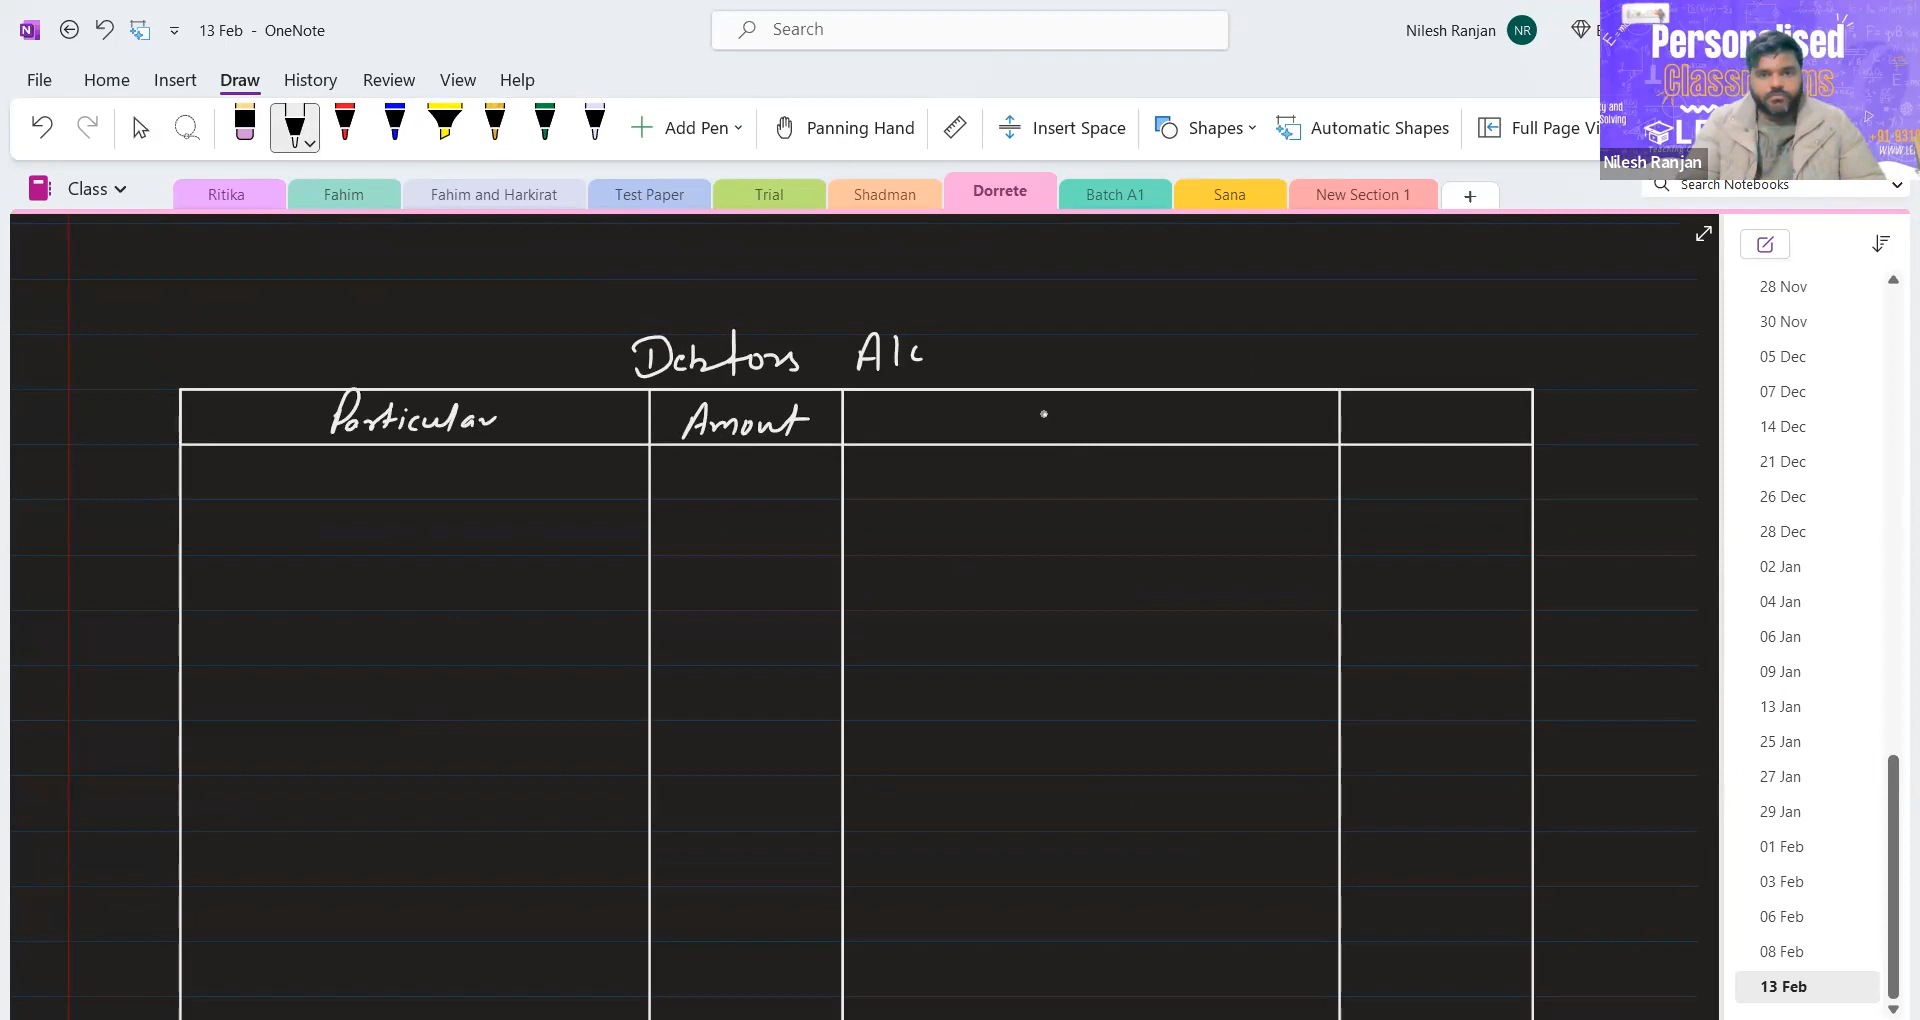 13 Feb - OneNote
Search
Nilesh Ranjan NR
File Home Insert Draw History Review View Help
Add Pen Panning Hand Insert Space Shapes Automatic Shapes Full Page Vi
Personalised
Nilesh Ranjan
Class Ritika Fahim Fahim and Harkirat Test Paper Trial Shadman Dorrete Batch A1 Sana New Section 1 +
Search Notebooks
Debtors A/c
Particular Amount
28 Nov
30 Nov
05 Dec
07 Dec
14 Dec
21 Dec
26 Dec
28 Dec
02 Jan
04 Jan
06 Jan
09 Jan
13 Jan
25 Jan
27 Jan
29 Jan
01 Feb
03 Feb
06 Feb
08 Feb
13 Feb